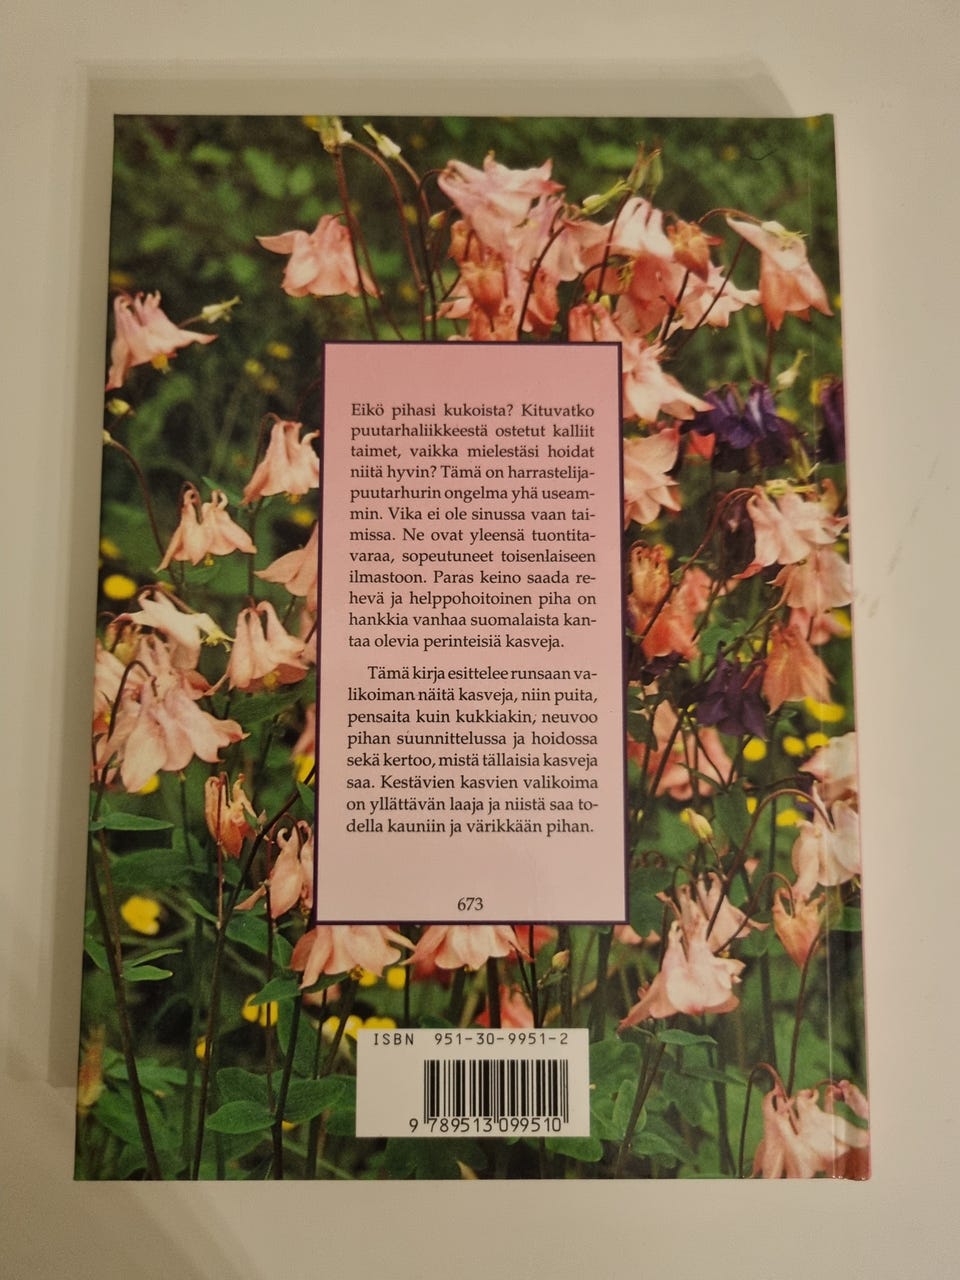 Eikö pihasi kukoista? Kituvatko
puutarhaliikkeestä ostetut kalliit
taimet, vaikka mielestäsi hoidat
niitä hyvin? Tämä on harrastelija-
puutarhurin ongelma yhä useam-
min. Vika ei ole sinussa vaan tai-
missa. Ne ovat yleensä tuontita-
varaa, sopeutuneet toisenlaiseen
ilmastoon. Paras keino saada re-
hevä ja helppohoitoinen piha on
hankkia vanhaa suomalaista kan-
taa olevia perinteisiä kasveja.
Tämä kirja esittelee runsaan va-
likoiman näitä kasveja, niin puita,
pensaita kuin kukkiakin, neuvoo
pihan suunnittelussa ja hoidossa
sekä kertoo, mistä tällaisia kasveja
saa. Kestävien kasvien valikoima
on yllättävän laaja ja niistä saa to-
della kauniin ja värikkään pihan.
673
ISBN 951-30-9951-2
9 789513 099510